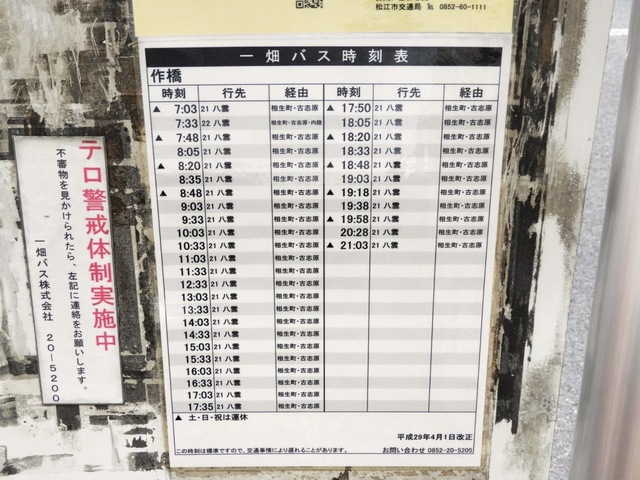 松江市交通局 ℡ 0852-60-1111
一畑バス時刻表
作橋
時刻 行先 経由 時刻 行先 経由
▲ 7:03 21 八雲 相生町・古志原 ▲ 17:50 21 八雲 相生町・古志原
7:33 22 八雲 相生町・古志原・内膳 18:05 21 八雲 相生町・古志原
▲ 7:48 21 八雲 相生町・古志原 ▲ 18:20 21 八雲 相生町・古志原
8:05 21 八雲 相生町・古志原 18:33 21 八雲 相生町・古志原
▲ 8:20 21 八雲 相生町・古志原 ▲ 18:48 21 八雲 相生町・古志原
8:35 21 八雲 相生町・古志原 19:03 21 八雲 相生町・古志原
▲ 8:48 21 八雲 相生町・古志原 ▲ 19:18 21 八雲 相生町・古志原
9:03 21 八雲 相生町・古志原 19:38 21 八雲 相生町・古志原
9:33 21 八雲 相生町・古志原 ▲ 19:58 21 八雲 相生町・古志原
10:03 21 八雲 相生町・古志原 20:28 21 八雲 相生町・古志原
10:33 21 八雲 相生町・古志原 ▲ 21:03 21 八雲 相生町・古志原
11:03 21 八雲 相生町・古志原
11:33 21 八雲 相生町・古志原
12:33 21 八雲 相生町・古志原
13:03 21 八雲 相生町・古志原
13:33 21 八雲 相生町・古志原
14:03 21 八雲 相生町・古志原
14:33 21 八雲 相生町・古志原
15:03 21 八雲 相生町・古志原
15:33 21 八雲 相生町・古志原
16:03 21 八雲 相生町・古志原
16:33 21 八雲 相生町・古志原
17:03 21 八雲 相生町・古志原
17:35 21 八雲 相生町・古志原
▲ 土・日・祝は運休
平成29年4月1日改正
この時刻は標準ですので、交通事情により遅れることがあります。 お問い合わせ 0852-20-5205
テロ警戒体制実施中
不審物を見かけられたら、左記に連絡をお願いします。
一畑バス株式会社 20-5200